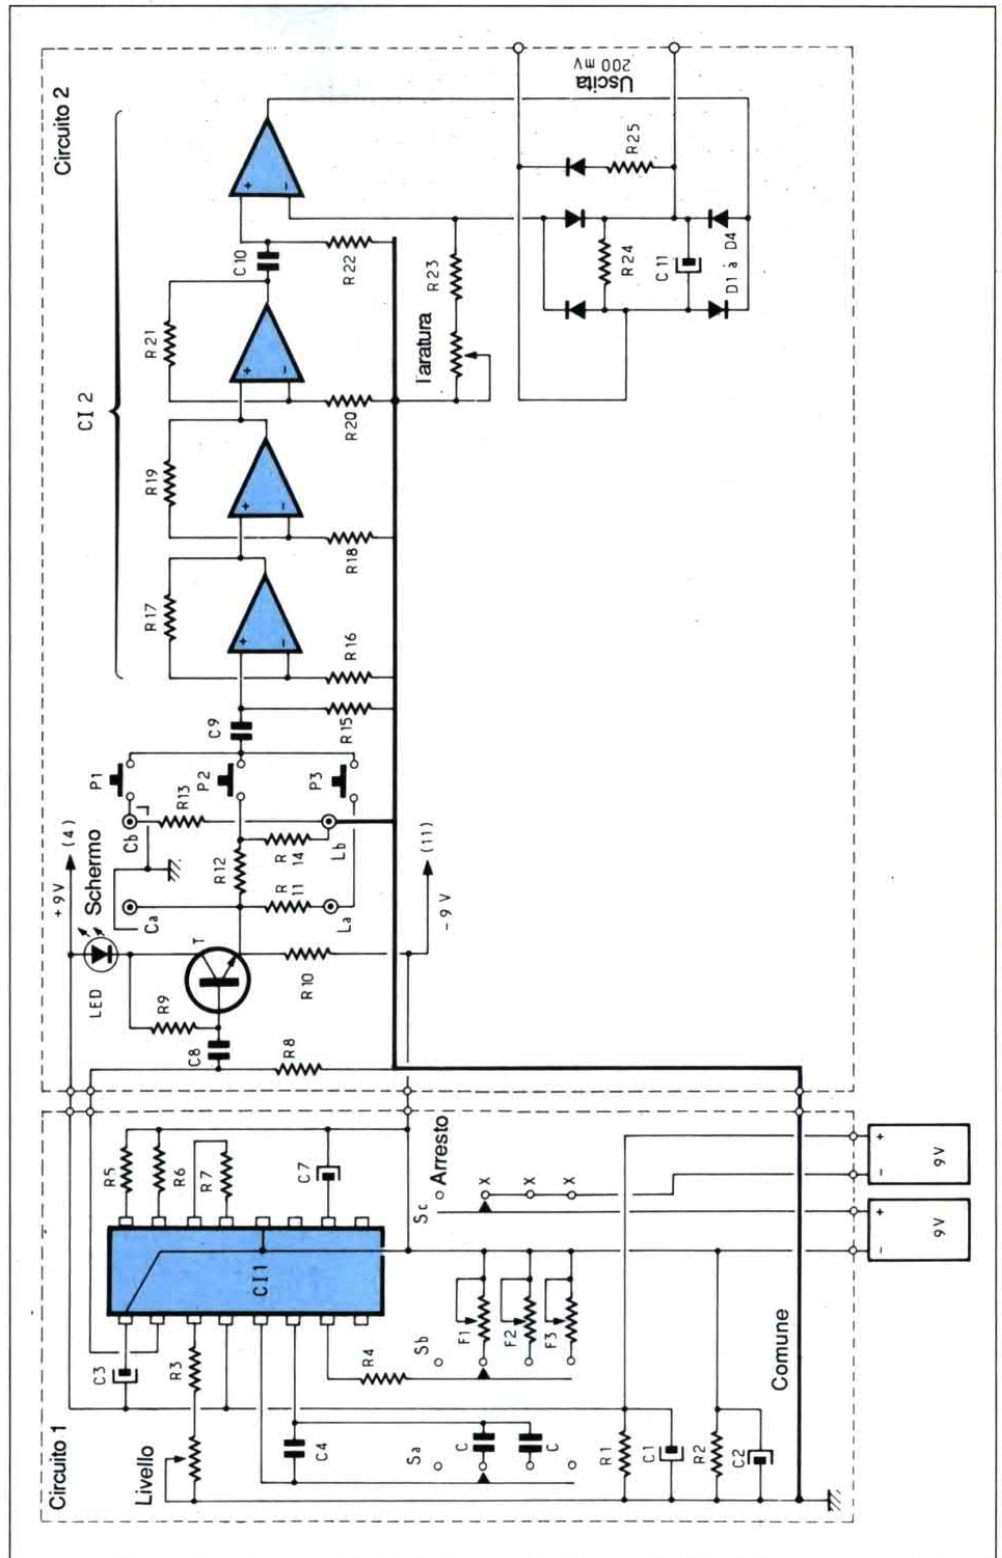 Circuito 2
CI 2
Uscita
200 mV
R25
R24
C11
D1 à D4
R23
Taratura
R22
C10
R21
R20
R19
R18
R17
R16
R15
C9
P1
P2
P3
R13
Cb
Lb
R
14
R12
R
11
Ca
La
+9V
(4)
Schermo
LED
T
R9
R10
-9 V
(11)
C8
R8
Circuito 1
Livello
C3
R3
R5
R6
R7
C7
CI1
C4
R4
Sa
C
C
Sb
F1
F2
F3
Sc
Arresto
X
X
X
R1
C1
R2
C2
Comune
+
-
9V
+
-
9V
+
-
+
-
+
-
+
-